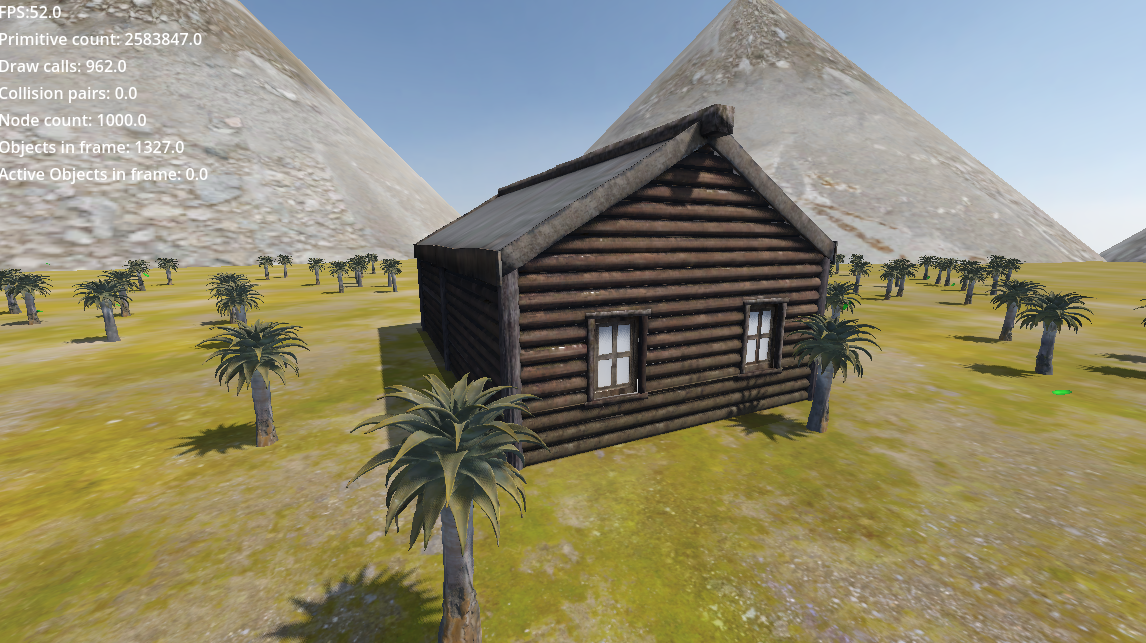 FPS:52.0
Primitive count: 2583847.0
Draw calls: 962.0
Collision pairs: 0.0
Node count: 1000.0
Objects in frame: 1327.0
Active Objects in frame: 0.0